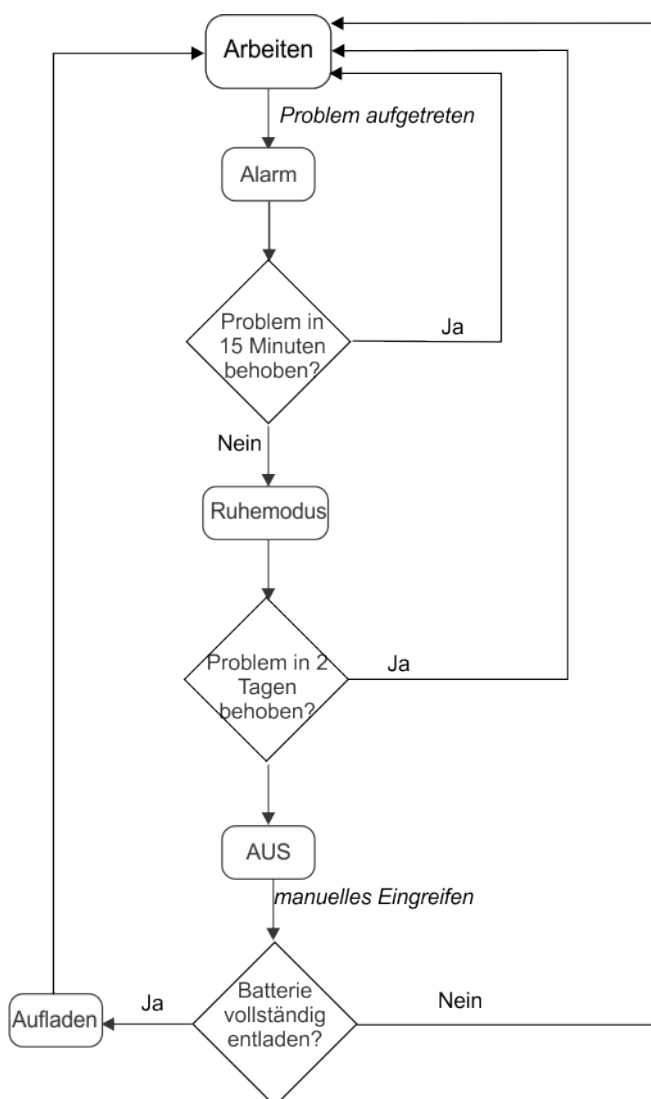 Arbeiten
Problem aufgetreten
Alarm
Problem in
15 Minuten
behoben?
Ja
Nein
Ruhemodus
Problem in 2
Tagen
behoben?
Ja
AUS
manuelles Eingreifen
Batterie
vollständig
entladen?
Ja
Nein
Aufladen